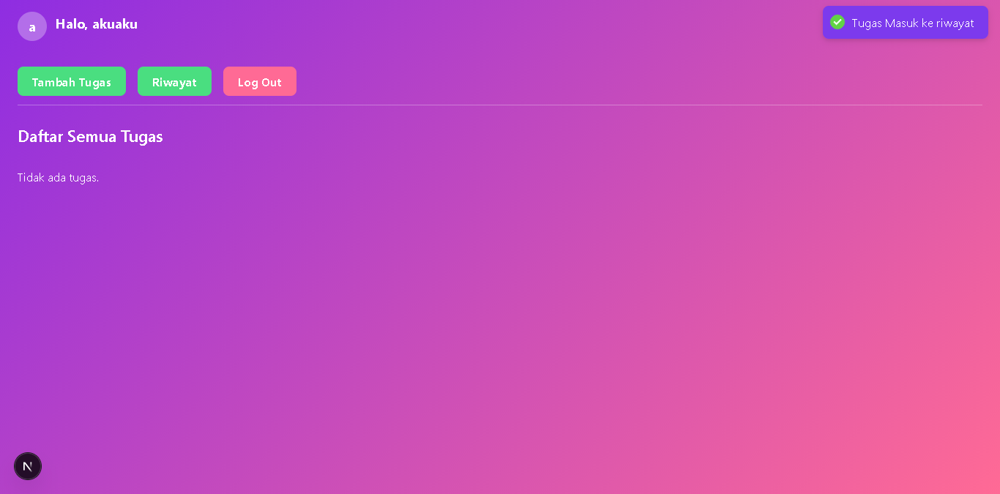 a
Halo, akuaku
Tugas Masuk ke riwayat
Tambah Tugas
Riwayat
Log Out
Daftar Semua Tugas
Tidak ada tugas.
N